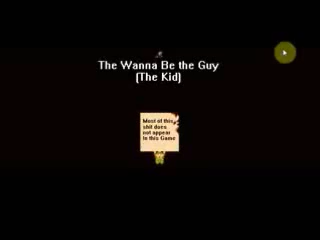 The Wanna Be the Guy
(The Kid)
Most of this
shit does
not appear
in this Game